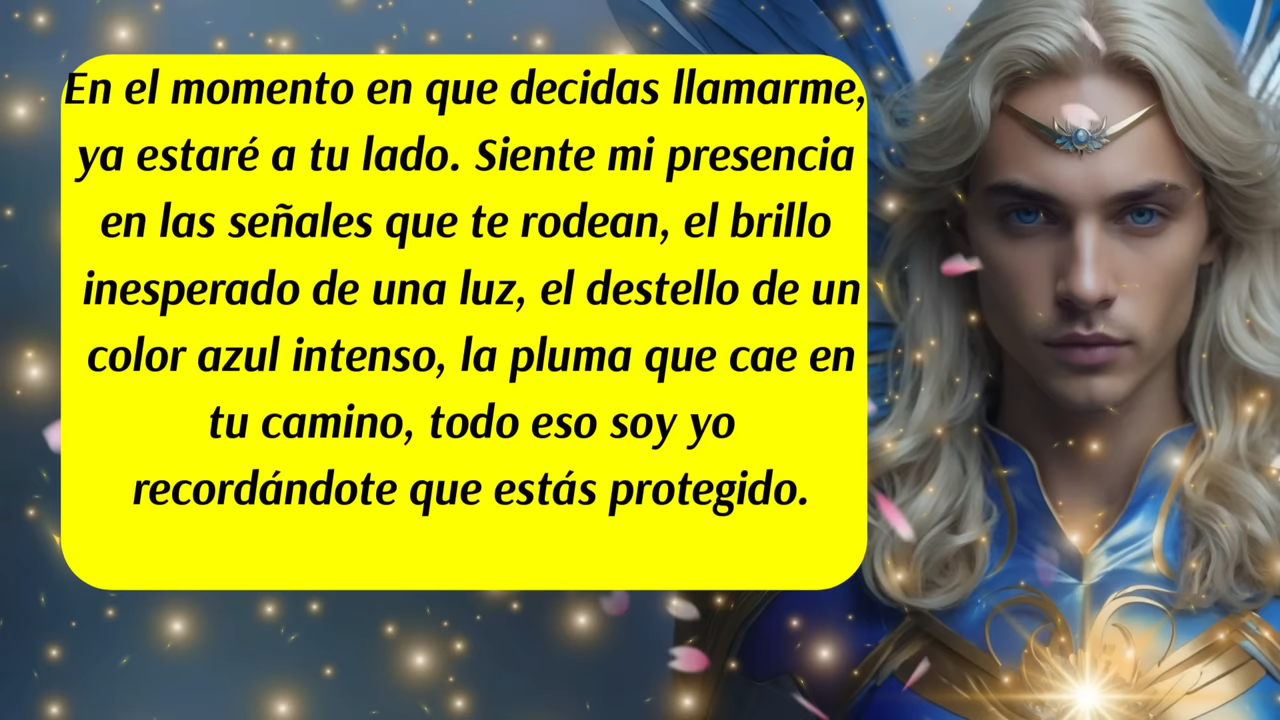 En el momento en que decidas llamarme,
ya estaré a tu lado. Siente mi presencia
en las señales que te rodean, el brillo
inesperado de una luz, el destello de un
color azul intenso, la pluma que cae en
tu camino, todo eso soy yo
recordándote que estás protegido.